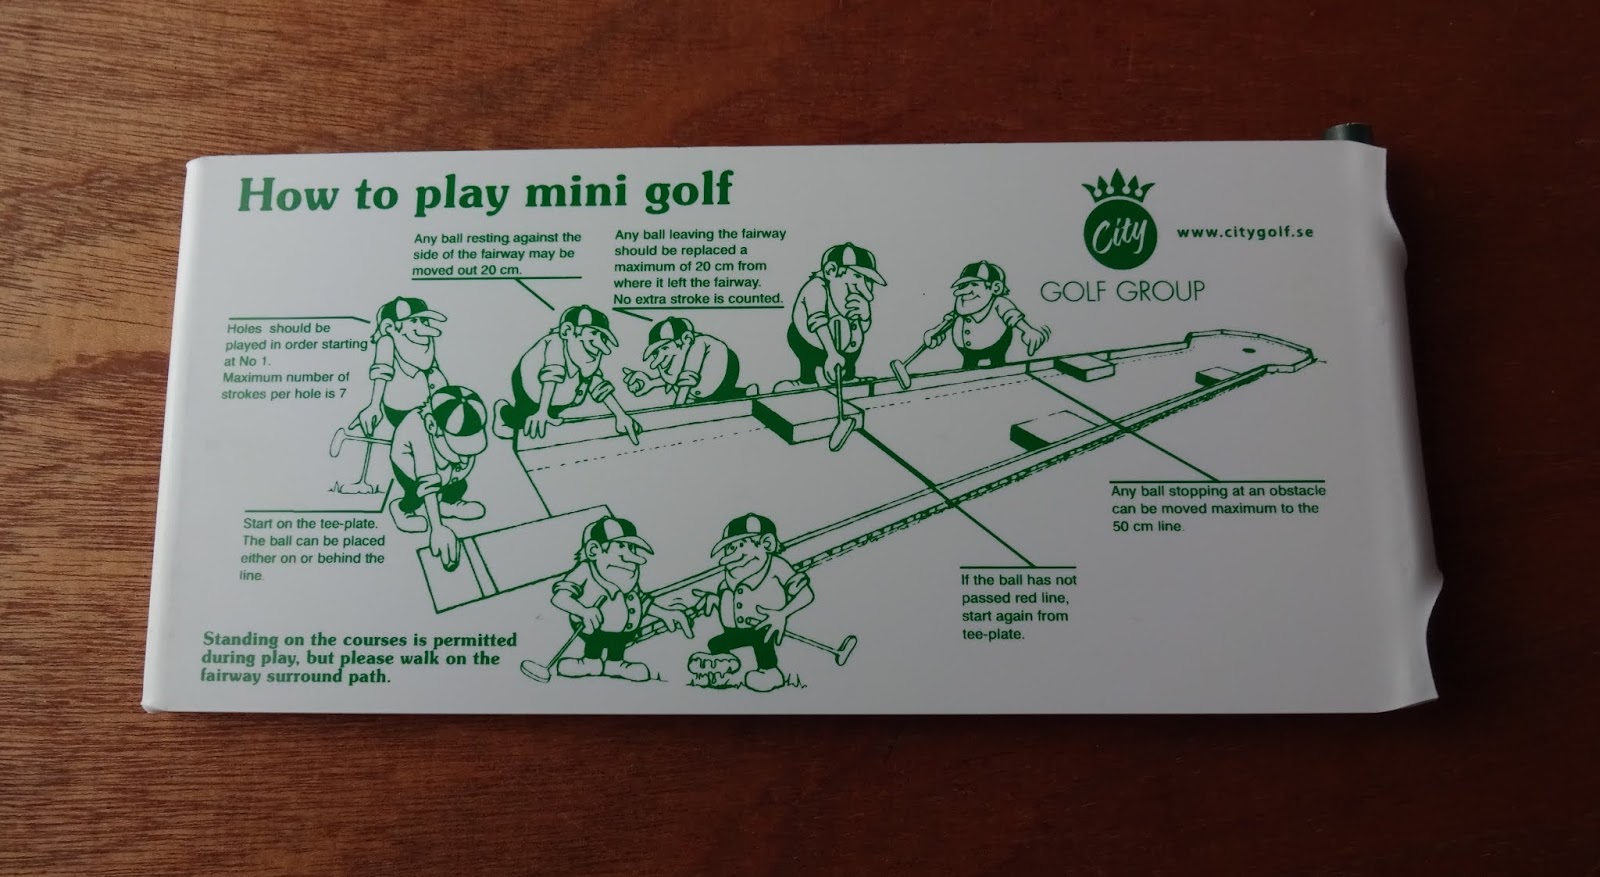 How to play mini golf
City
www.citygolf.se
GOLF GROUP
Any ball resting against the
side of the fairway may be
moved out 20 cm.
Any ball leaving the fairway
should be replaced a
maximum of 20 cm from
where it left the fairway.
No extra stroke is counted.
Holes should be
played in order starting
at No 1.
Maximum number of
strokes per hole is 7
Start on the tee-plate.
The ball can be placed
either on or behind the
line.
Any ball stopping at an obstacle
can be moved maximum to the
50 cm line.
If the ball has not
passed red line,
start again from
tee-plate.
Standing on the courses is permitted
during play, but please walk on the
fairway surround path.